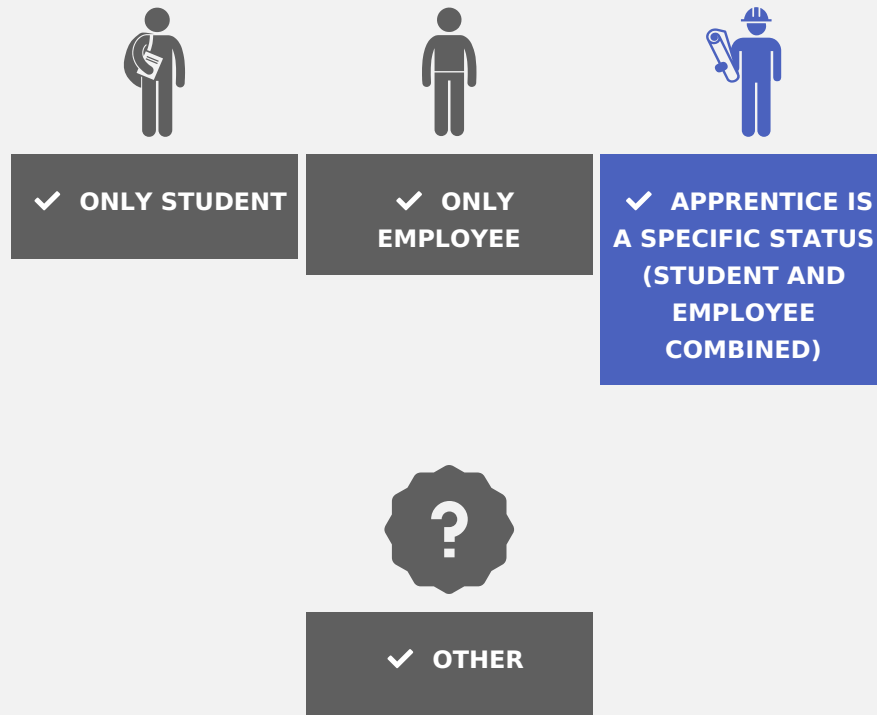 ONLY STUDENT
ONLY
EMPLOYEE
APPRENTICE IS
A SPECIFIC STATUS
(STUDENT AND
EMPLOYEE
COMBINED)
?
OTHER